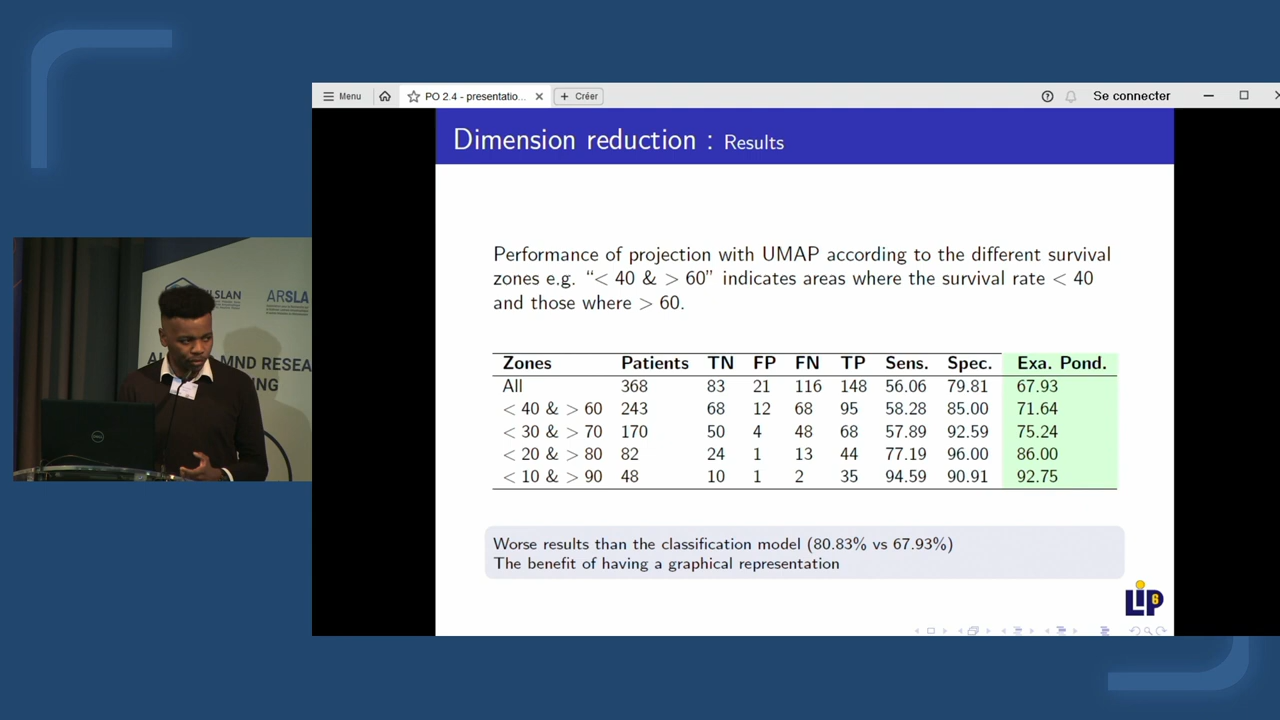 Menu
PO 2.4 - presentatio...
Créer
Se connecter
Dimension reduction : Results
Performance of projection with UMAP according to the different survival
zones e.g. “< 40 & > 60” indicates areas where the survival rate < 40
and those where > 60.
Zones Patients TN FP FN TP Sens. Spec. Exa. Pond.
All 368 83 21 116 148 56.06 79.81 67.93
< 40 & > 60 243 68 12 68 95 58.28 85.00 71.64
< 30 & > 70 170 50 4 48 68 57.89 92.59 75.24
< 20 & > 80 82 24 1 13 44 77.19 96.00 86.00
< 10 & > 90 48 10 1 2 35 94.59 90.91 92.75
Worse results than the classification model (80.83% vs 67.93%)
The benefit of having a graphical representation
LIP6
ARSLA
MND RESEA
DELL